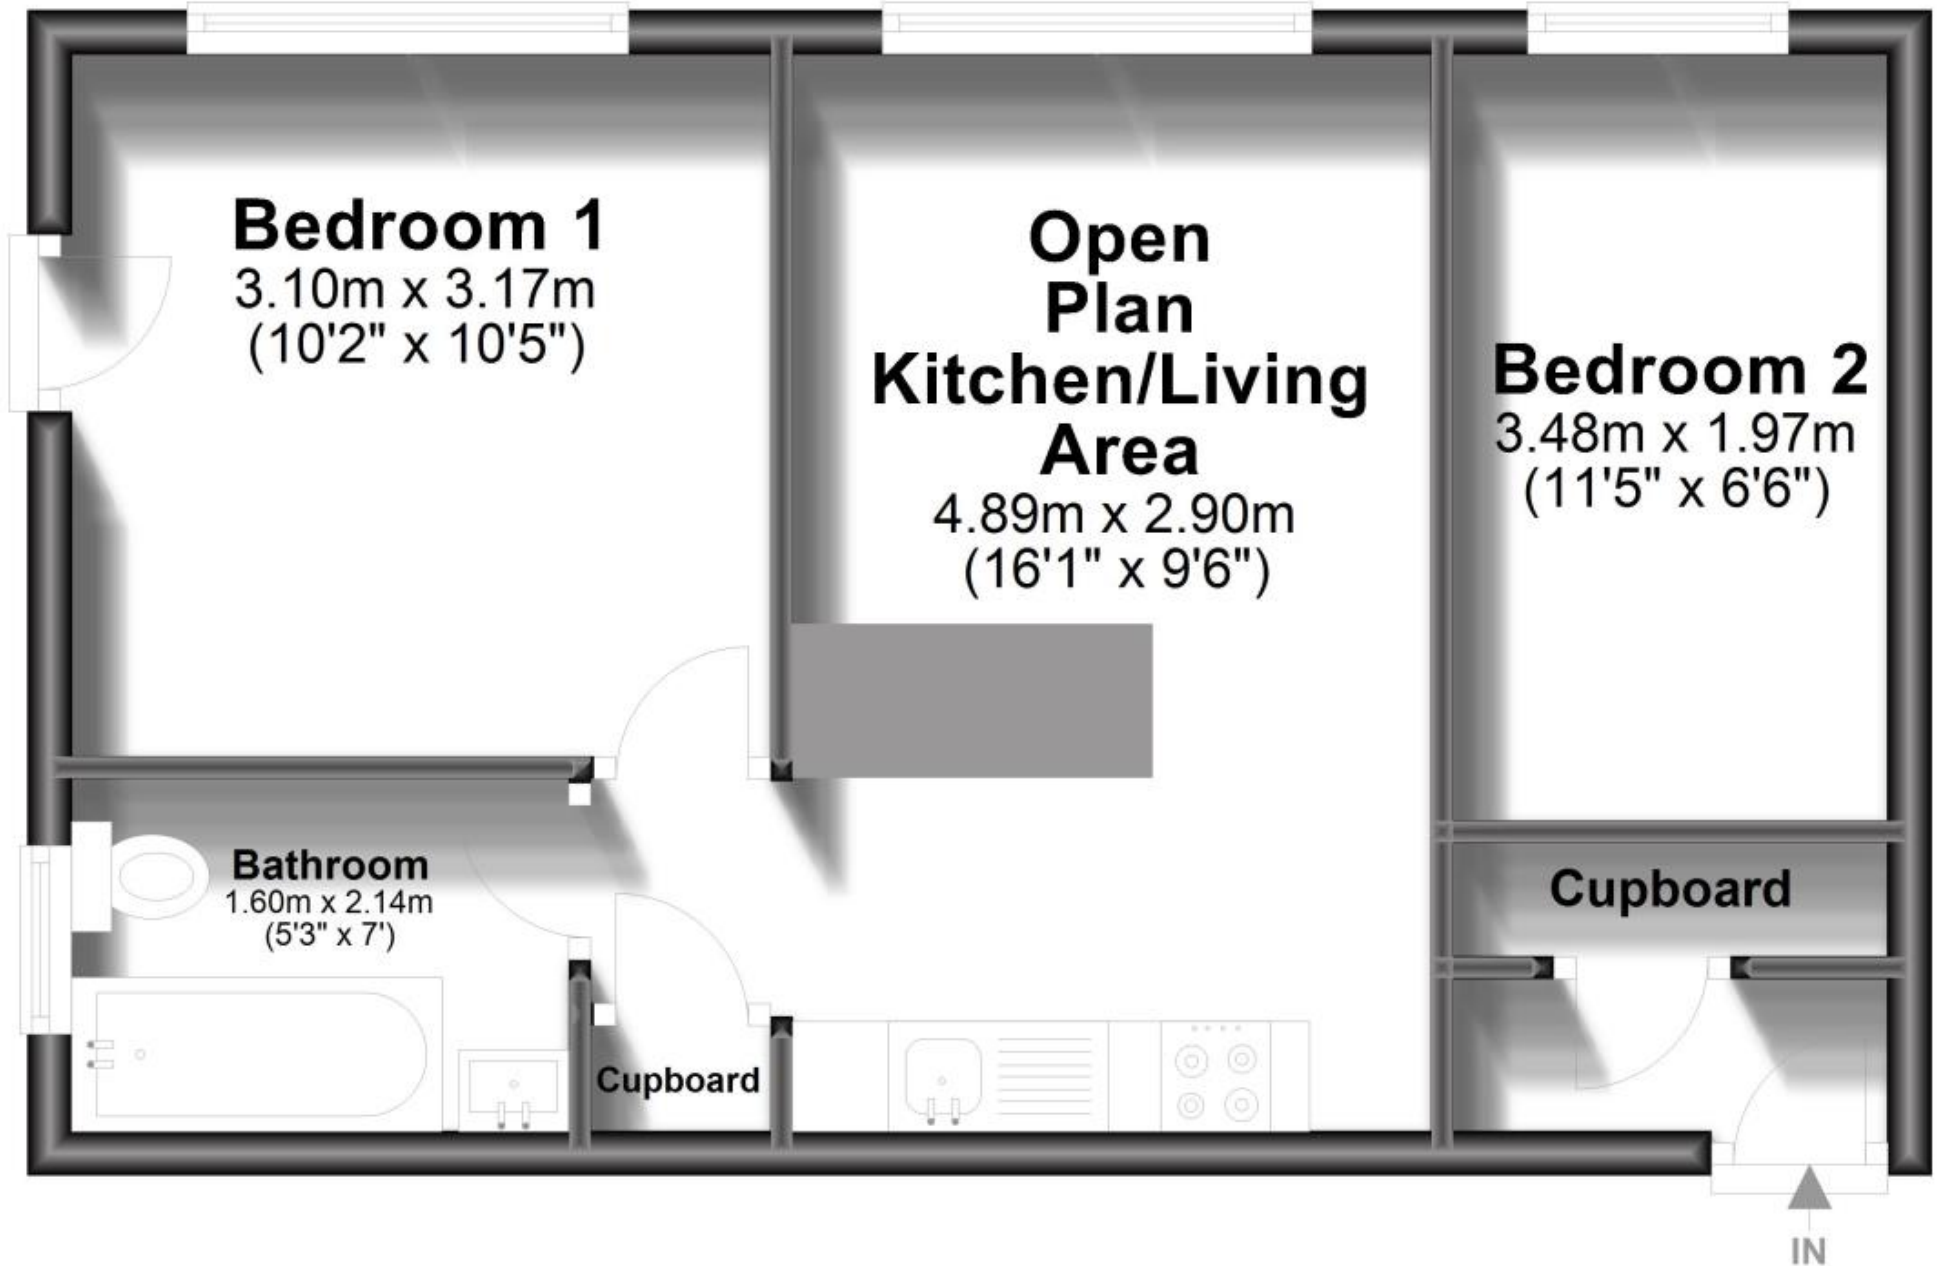 Bedroom 1
3.10m x 3.17m
(10'2" x 10'5")
Open
Plan
Kitchen/Living
Area
4.89m x 2.90m
(16'1" x 9'6")
Bedroom 2
3.48m x 1.97m
(11'5" x 6'6")
Bathroom
1.60m x 2.14m
(5'3" x 7')
Cupboard
Cupboard
IN